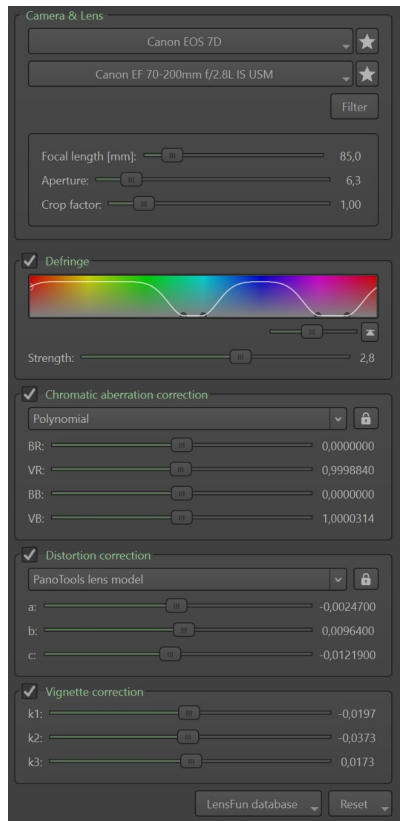 Camera & Lens
Canon EOS 7D
Canon EF 70-200mm f/2.8L IS USM
Filter
Focal length [mm]: 85,0
Aperture: 6,3
Crop factor: 1,00
Defringe
Strength: 2,8
Chromatic aberration correction
Polynomial
BR: 0,0000000
VR: 0,9998840
BB: 0,0000000
VB: 1,0000314
Distortion correction
PanoTools lens model
a: -0,0024700
b: 0,0096400
c: -0,0121900
Vignette correction
k1: -0,0197
k2: -0,0373
k3: 0,0173
LensFun database Reset